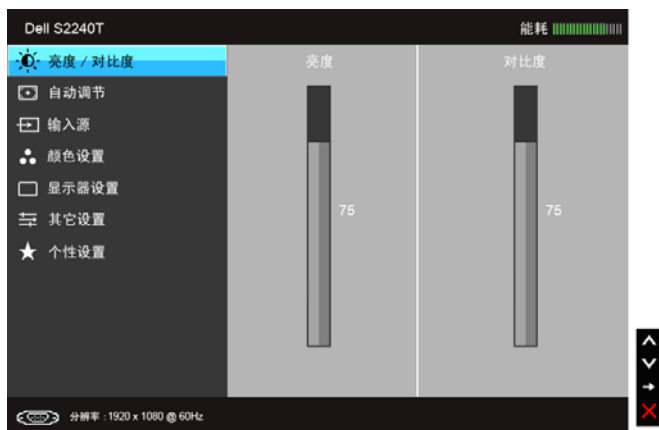 Dell S2240T
能耗
亮度 / 对比度
自动调节
输入源
颜色设置
显示器设置
其它设置
个性设置
亮度
对比度
75
75
分辨率 : 1920 x 1080 @ 60Hz